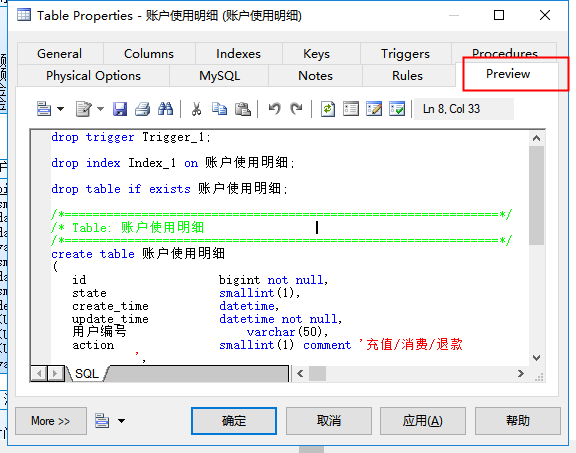 Table Properties - 账户使用明细 (账户使用明细)
General Columns Indexes Keys Triggers Procedures
Physical Options MySQL Notes Rules Preview
Ln 8, Col 33
drop trigger Trigger_1;
drop index Index_1 on 账户使用明细;
drop table if exists 账户使用明细;
/*==============================================================*/
/* Table: 账户使用明细
/*==============================================================*/
create table 账户使用明细
(
id bigint not null,
state smallint(1),
create_time datetime,
update_time datetime not null,
用户编号 varchar(50),
action smallint(1) comment '充值/消费/退款
',
SQL
More >> 确定 取消 应用(A) 帮助